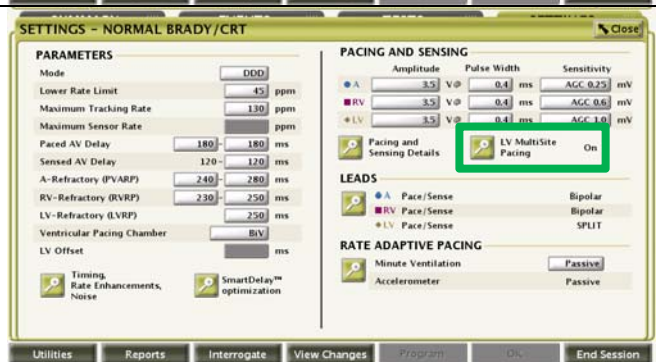 SETTINGS - NORMAL BRADY/CRT
Close
PARAMETERS
Mode DDD
Lower Rate Limit 45 ppm
Maximum Tracking Rate 130 ppm
Maximum Sensor Rate ppm
Paced AV Delay 180 - 180 ms
Sensed AV Delay 120 - 120 ms
A-Refractory (PVARP) 240 - 280 ms
RV-Refractory (RVRP) 230 - 250 ms
LV-Refractory (LVRP) 250 ms
Ventricular Pacing Chamber BiV
LV Offset ms
Timing,
Rate Enhancements,
Noise
SmartDelay™
optimization
PACING AND SENSING
Amplitude Pulse Width Sensitivity
A 3.5 V@ 0.4 ms AGC 0.25 mV
RV 3.5 V@ 0.4 ms AGC 0.6 mV
LV 3.5 V@ 0.4 ms AGC 1.0 mV
Pacing and
Sensing Details
LV MultiSite
Pacing On
LEADS
A Pace/Sense Bipolar
RV Pace/Sense Bipolar
LV Pace/Sense SPLIT
RATE ADAPTIVE PACING
Minute Ventilation Passive
Accelerometer Passive
Utilities Reports Interrogate View Changes Program End Session